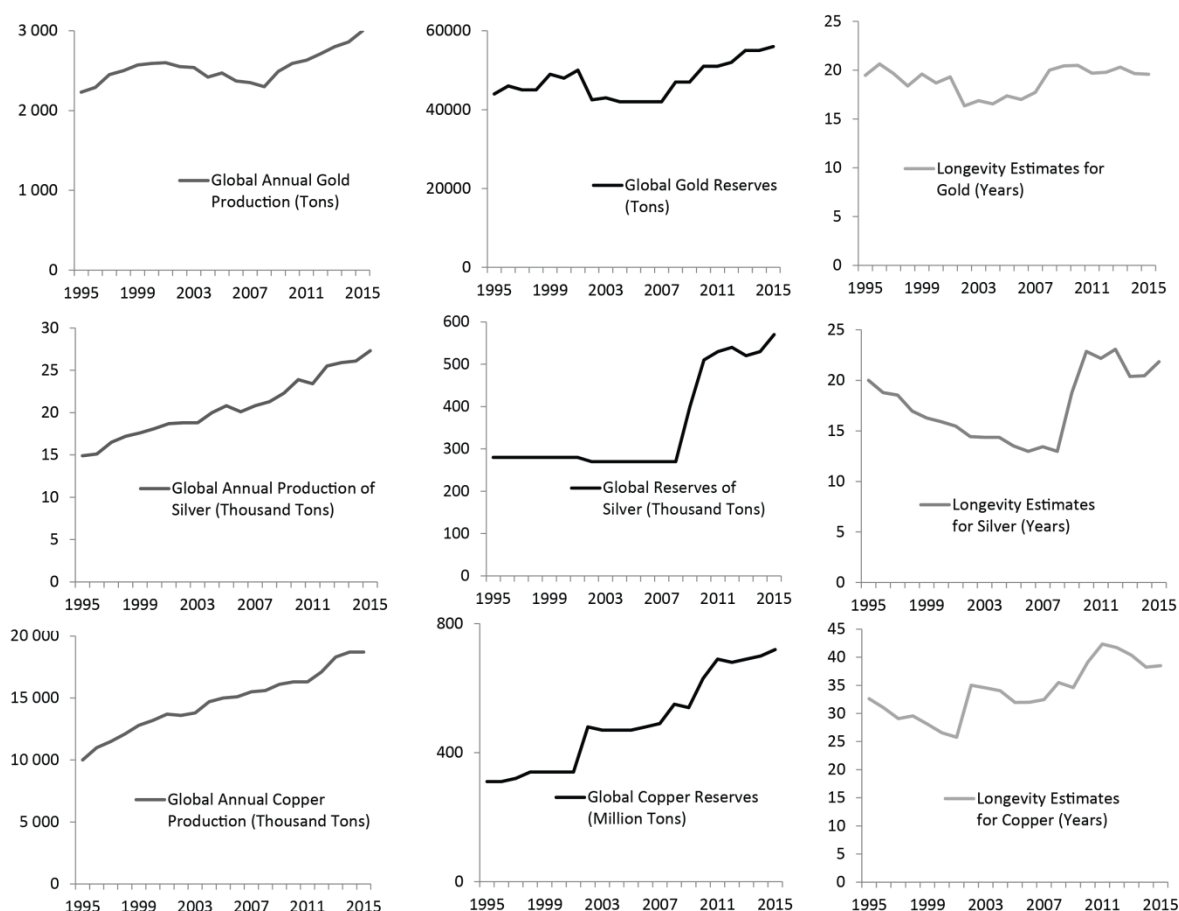 3 000
2 000
1 000
0
1995 1999 2003 2007 2011 2015
Global Annual Gold
Production (Tons)
60000
40000
20000
0
1995 1999 2003 2007 2011 2015
Global Gold Reserves
(Tons)
25
20
15
10
5
0
1995 1999 2003 2007 2011 2015
Longevity Estimates for
Gold (Years)
30
25
20
15
10
5
0
1995 1999 2003 2007 2011 2015
Global Annual Production of
Silver (Thousand Tons)
600
500
400
300
200
100
0
1995 1999 2003 2007 2011 2015
Global Reserves of
Silver (Thousand Tons)
25
20
15
10
5
0
1995 1999 2003 2007 2011 2015
Longevity Estimates
for Silver (Years)
20 000
15 000
10 000
5 000
0
1995 1999 2003 2007 2011 2015
Global Annual Copper
Production (Thousand Tons)
800
400
0
1995 1999 2003 2007 2011 2015
Global Copper Reserves
(Million Tons)
45
40
35
30
25
20
15
10
5
0
1995 1999 2003 2007 2011 2015
Longevity Estimates
for Copper (Years)